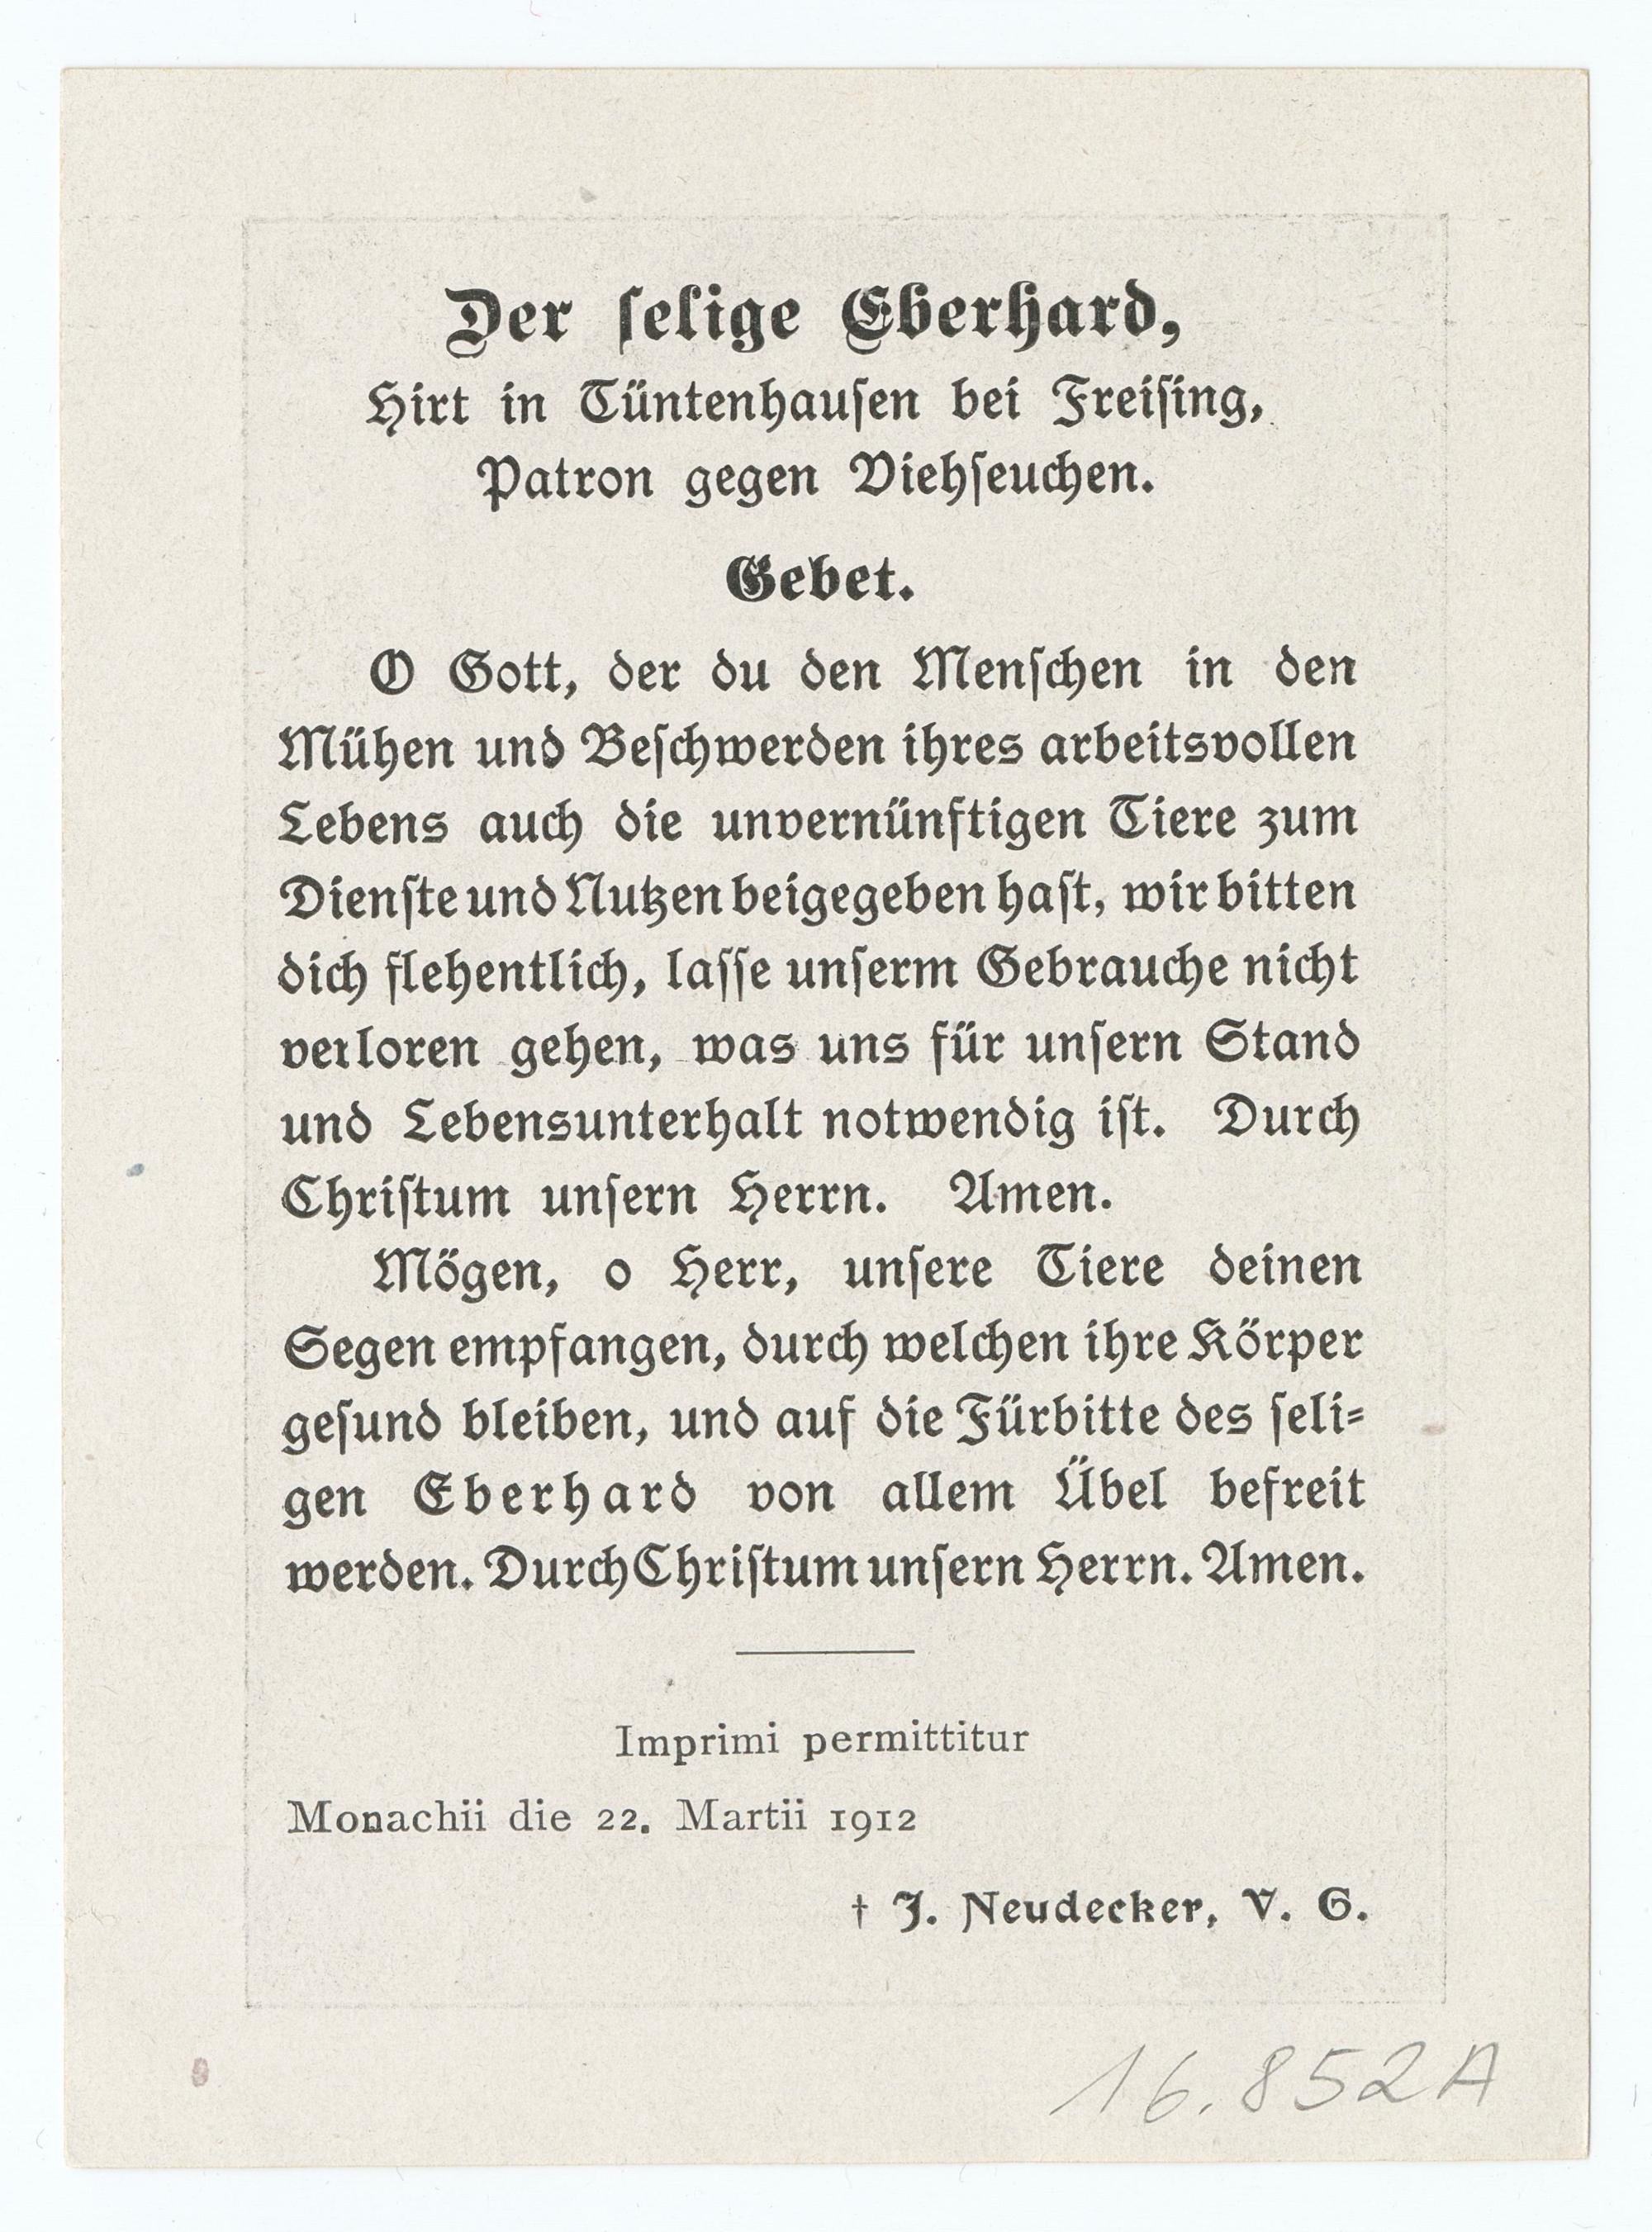 Der ſelige Eberhard,
Hirt in Tüntenhauſen bei Freiſing,
Patron gegen Viehſeuchen.
Gebet.
O Gott, der du den Menſchen in den
Mühen und Beſchwerden ihres arbeitsvollen
Lebens auch die unvernünftigen Tiere zum
Dienſte und Nutzen beigegeben haſt, wir bitten
dich flehentlich, laſſe unſerm Gebrauche nicht
verloren gehen, was uns für unſern Stand
und Lebensunterhalt notwendig iſt. Durch
Chriſtum unſern Herrn. Amen.
Mögen, o Herr, unſere Tiere deinen
Segen empfangen, durch welchen ihre Körper
geſund bleiben, und auf die Fürbitte des ſeli⸗
gen Eberhard von allem Übel befreit
werden. Durch Chriſtum unſern Herrn. Amen.
Imprimi permittitur
Monachii die 22. Martii 1912
† J. Neudecker, V. G.
16.852A